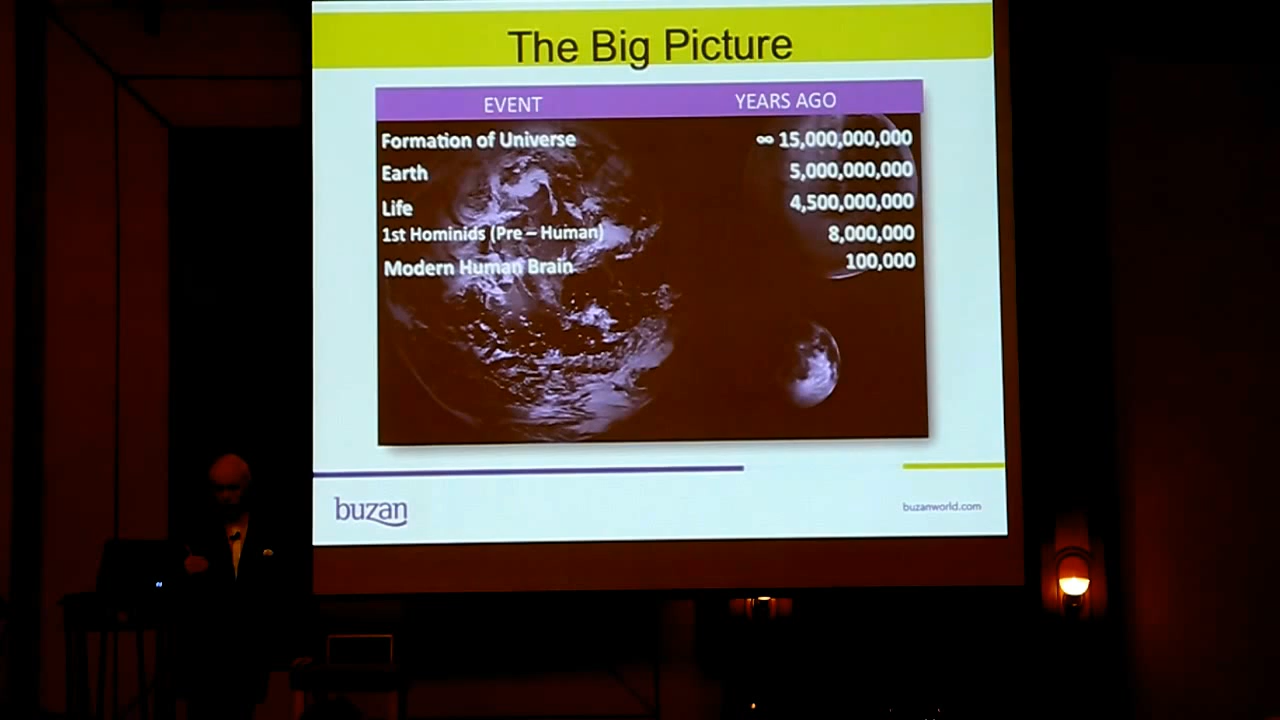 The Big Picture
EVENT YEARS AGO
Formation of Universe ∞ 15,000,000,000
Earth 5,000,000,000
Life 4,500,000,000
1st Hominids (Pre – Human) 8,000,000
Modern Human Brain 100,000
buzan buzanworld.com